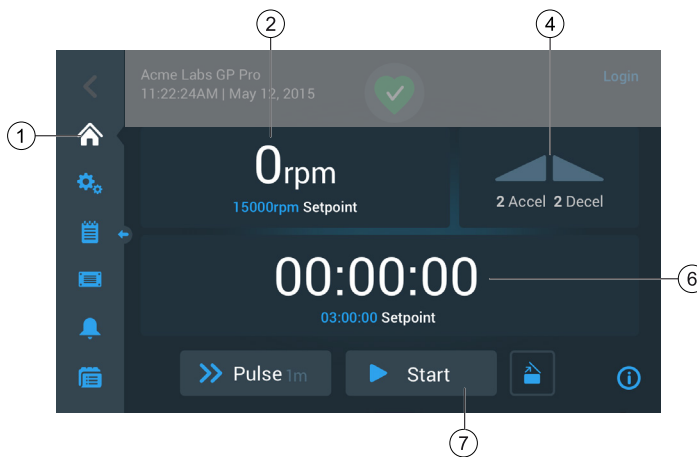 2
4
Acme Labs GP Pro
Login
11:22:24AM | May 12, 2015
1
0rpm
15000rpm Setpoint
2 Accel 2 Decel
00:00:00
6
03:00:00 Setpoint
Pulse 1m
Start
7